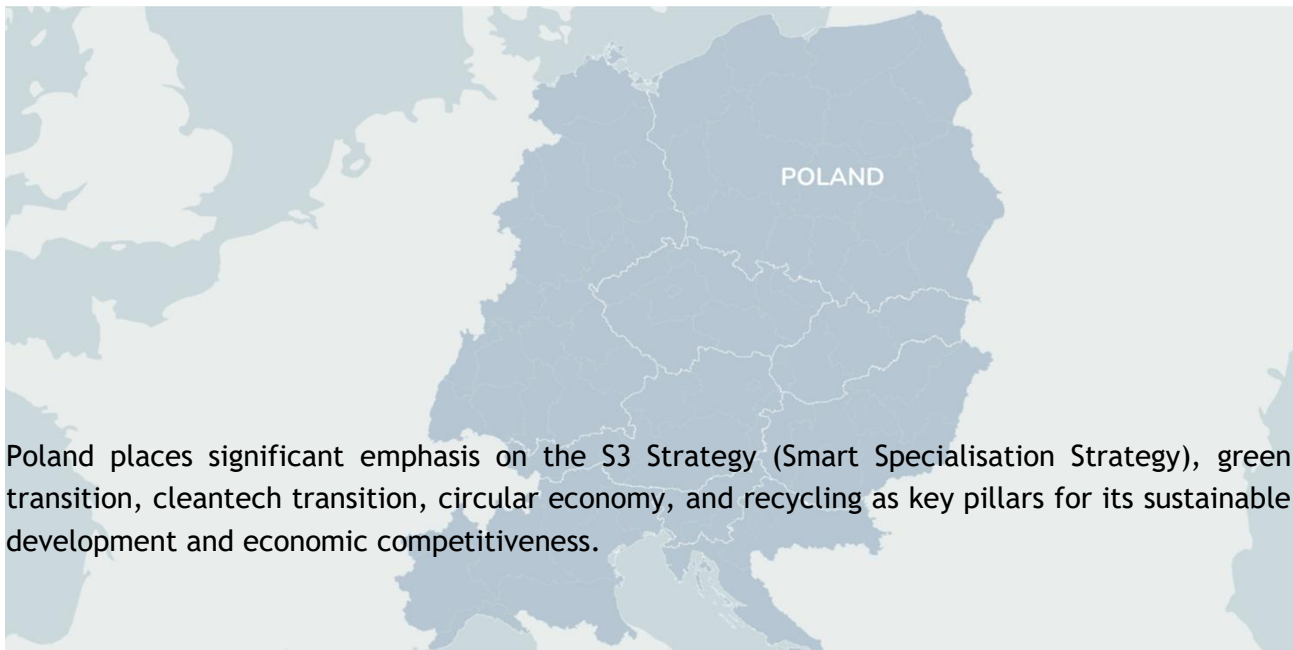 POLAND
Poland places significant emphasis on the S3 Strategy (Smart Specialisation Strategy), green
transition, cleantech transition, circular economy, and recycling as key pillars for its sustainable
development and economic competitiveness.